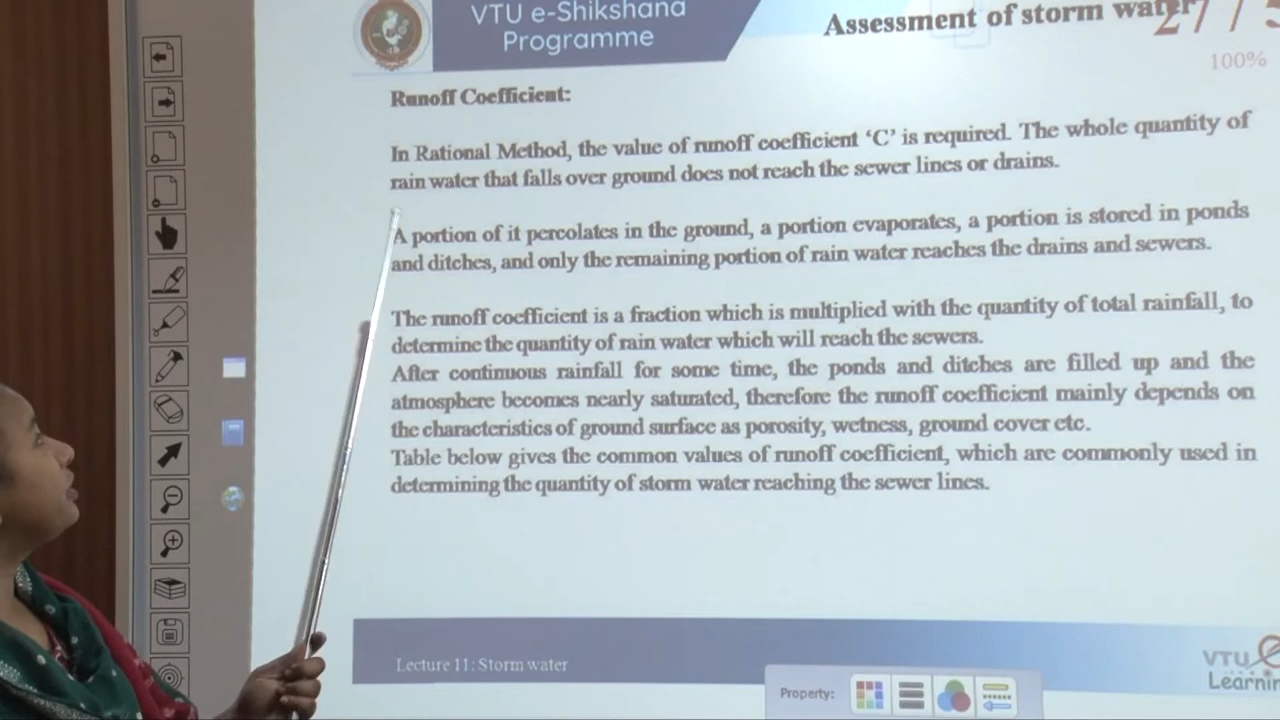 VTU e-Shikshana
Programme
Assessment of storm water
27 / 5
100%
Runoff Coefficient:
In Rational Method, the value of runoff coefficient ‘C’ is required. The whole quantity of
rain water that falls over ground does not reach the sewer lines or drains.
A portion of it percolates in the ground, a portion evaporates, a portion is stored in ponds
and ditches, and only the remaining portion of rain water reaches the drains and sewers.
The runoff coefficient is a fraction which is multiplied with the quantity of total rainfall, to
determine the quantity of rain water which will reach the sewers.
After continuous rainfall for some time, the ponds and ditches are filled up and the
atmosphere becomes nearly saturated, therefore the runoff coefficient mainly depends on
the characteristics of ground surface as porosity, wetness, ground cover etc.
Table below gives the common values of runoff coefficient, which are commonly used in
determining the quantity of storm water reaching the sewer lines.
Lecture 11: Storm water
VTU
Learnin
Property: